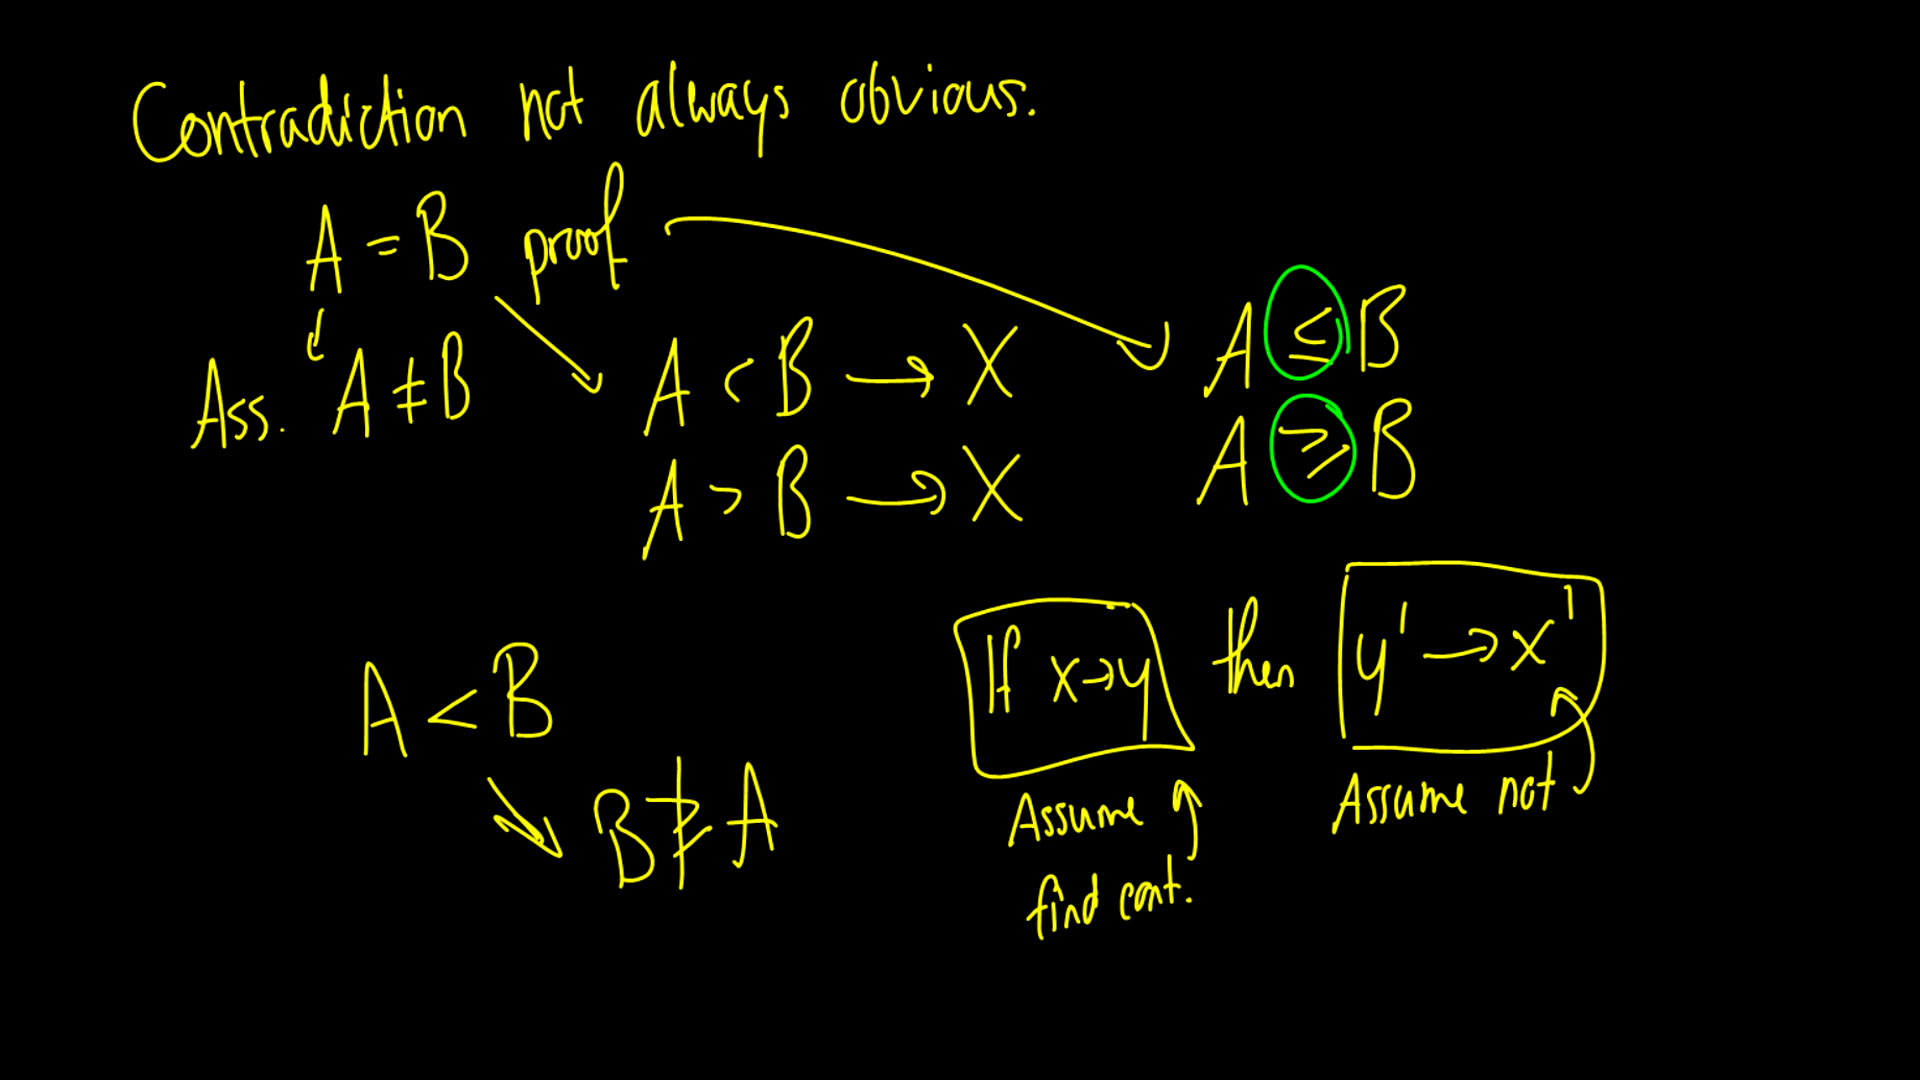 Contradiction not always obvious.
A = B proof
Ass. A ≠ B
A < B → X
A > B → X
A ≤ B
A ≥ B
A < B
B ≱ A
If x→y then y' → x'
Assume
find cont.
Assume not